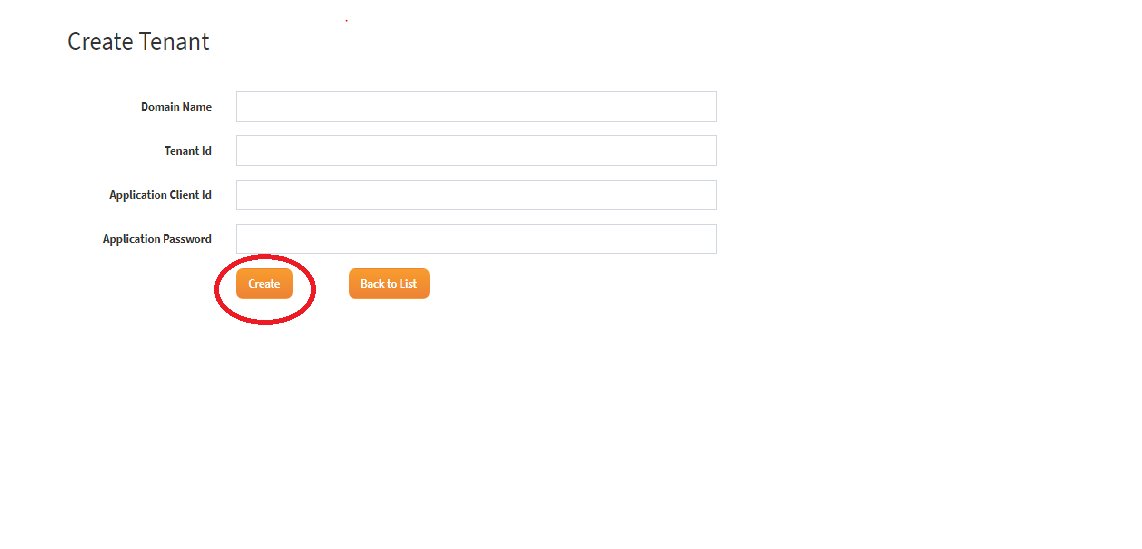 Create Tenant
Domain Name
Tenant Id
Application Client Id
Application Password
Create Back to List